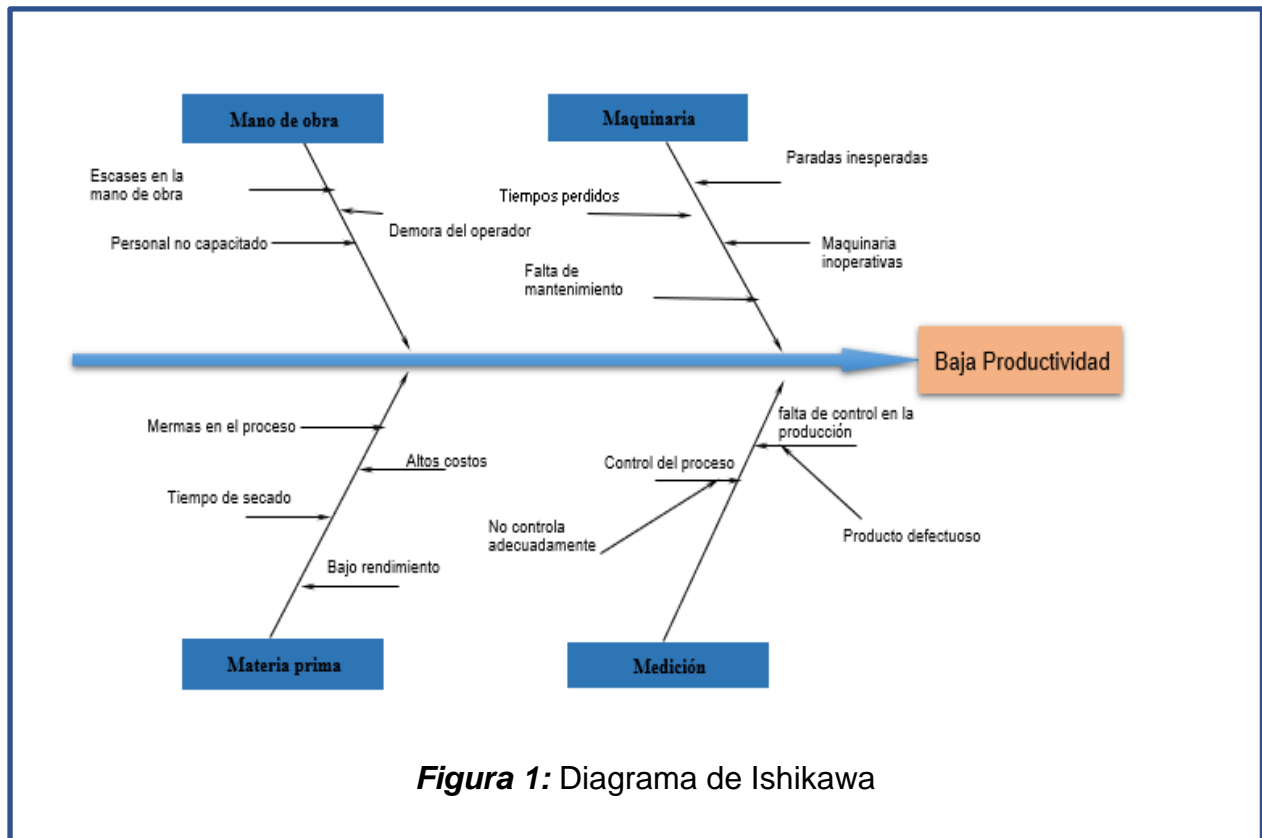 Mano de obra
Maquinaria
Escases en la
mano de obra
Demora del operador
Personal no capacitado
Paradas inesperadas
Tiempos perdidos
Maquinaria
inoperativas
Falta de
mantenimiento
Baja Productividad
Mermas en el proceso
Altos costos
Tiempo de secado
Bajo rendimiento
falta de control en la
producción
Control del proceso
No controla
adecuadamente
Producto defectuoso
Materia prima
Medición
Figura 1: Diagrama de Ishikawa